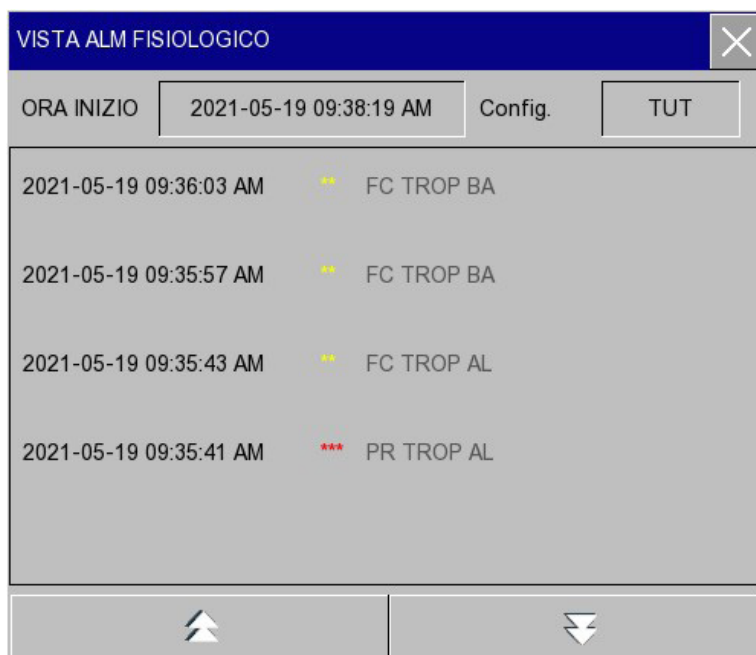 VISTA ALM FISIOLOGICO
ORA INIZIO 2021-05-19 09:38:19 AM Config. TUT
2021-05-19 09:36:03 AM ** FC TROP BA
2021-05-19 09:35:57 AM ** FC TROP BA
2021-05-19 09:35:43 AM ** FC TROP AL
2021-05-19 09:35:41 AM *** PR TROP AL